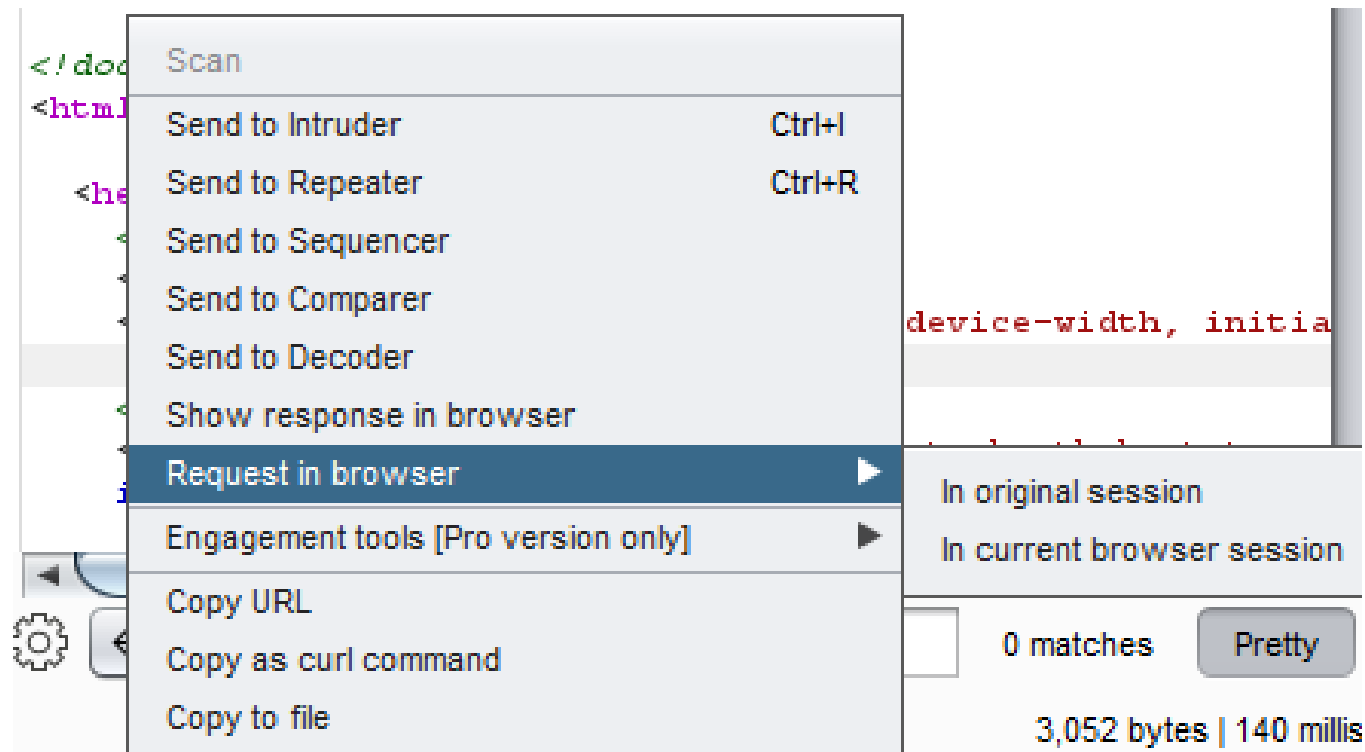 <!doc
Scan
<html
Send to Intruder Ctrl+I
<he
Send to Repeater Ctrl+R
Send to Sequencer
Send to Comparer
device-width, initia
Send to Decoder
Show response in browser
Request in browser
In original session
Engagement tools [Pro version only]
In current browser session
Copy URL
0 matches Pretty
Copy as curl command
Copy to file
3,052 bytes | 140 millis